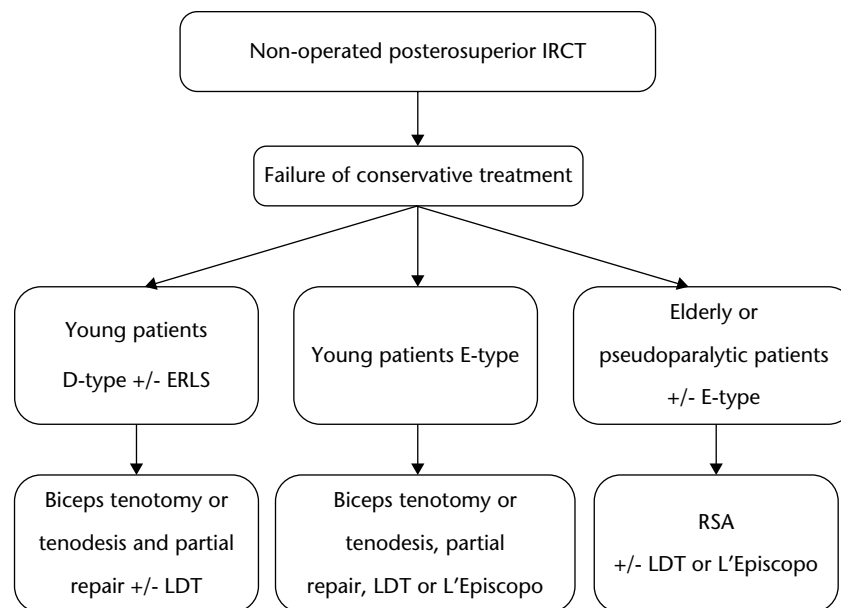 Non-operated posterosuperior IRCT
Failure of conservative treatment
Young patients
D-type +/- ERLS
Young patients E-type
Elderly or
pseudoparalytic patients
+/- E-type
Biceps tenotomy or
tenodesis and partial
repair +/- LDT
Biceps tenotomy or
tenodesis, partial
repair, LDT or L’Episcopo
RSA
+/- LDT or L’Episcopo